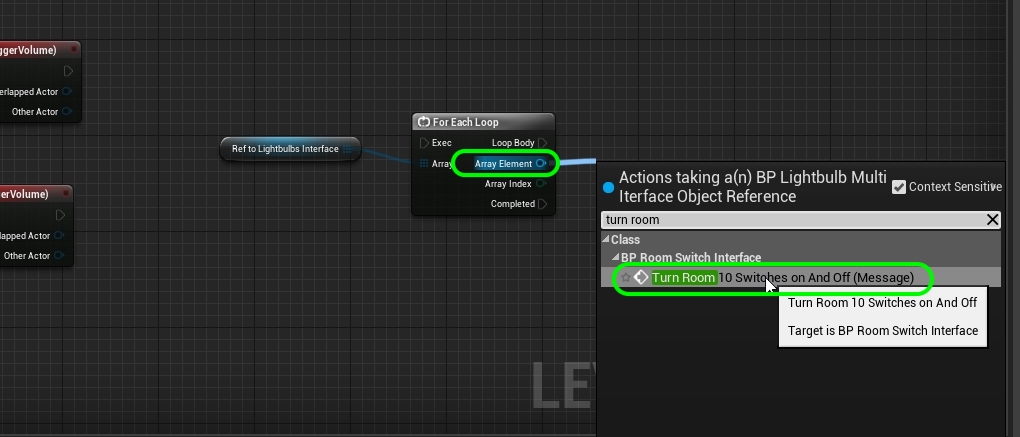 ggerVolume)
erlapped Actor
Other Actor
erVolume)
lapped Actor
Other Actor
Ref to Lightbulbs Interface
For Each Loop
Exec
Loop Body
Array
Array Element
Array Index
Completed
Actions taking a(n) BP Lightbulb Multi
Iterface Object Reference
Context Sensitive
turn room
Class
BP Room Switch Interface
Turn Room 10 Switches on And Off (Message)
Turn Room 10 Switches on And Off
Target is BP Room Switch Interface
LEV